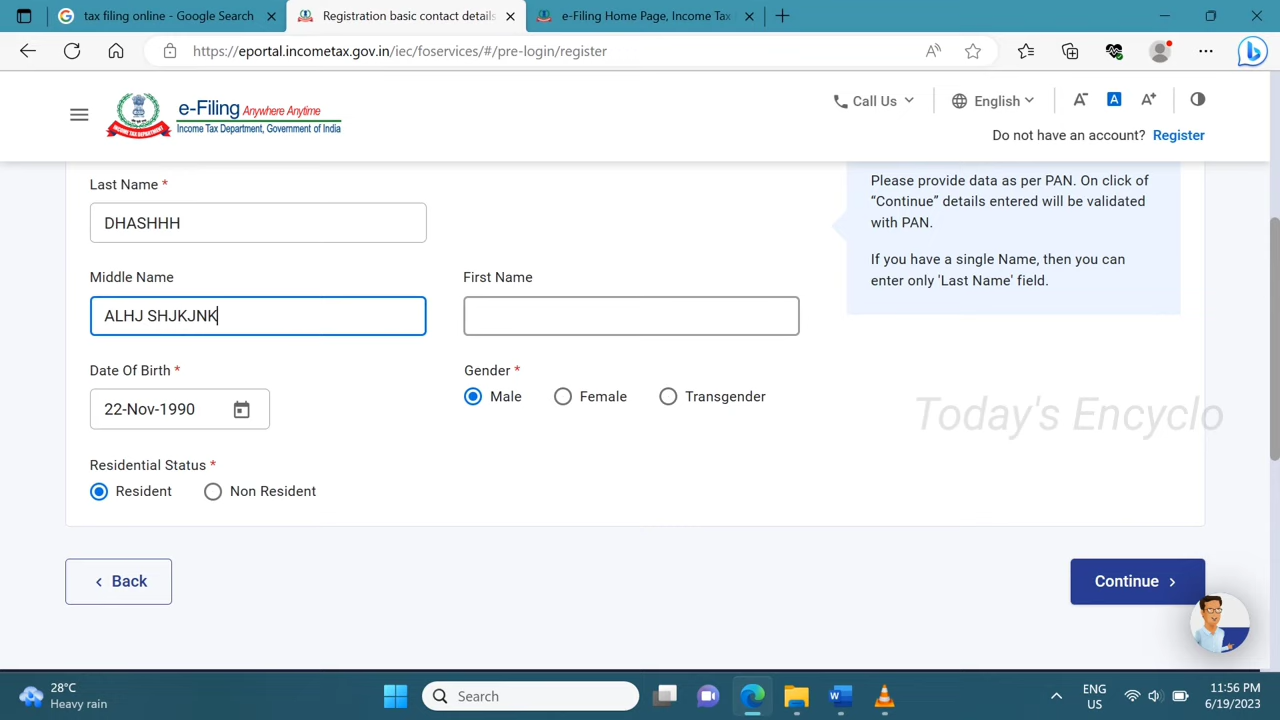 tax filing online - Google Search
Registration basic contact details
e-Filing Home Page, Income Tax
https://eportal.incometax.gov.in/iec/foservices/#/pre-login/register
e-Filing Anywhere Anytime
Income Tax Department, Government of India
INCOME TAX DEPARTMENT
Call Us
English
A-
A
A+
Do not have an account? Register
Last Name *
DHASHHH
Please provide data as per PAN. On click of
“Continue” details entered will be validated
with PAN.
If you have a single Name, then you can
enter only 'Last Name' field.
Middle Name
First Name
ALHJ SHJKJNK
Date Of Birth *
Gender *
22-Nov-1990
Male
Female
Transgender
Today's Encyclo
Residential Status *
Resident
Non Resident
Back
Continue
28°C
Heavy rain
Search
ENG
US
11:56 PM
6/19/2023